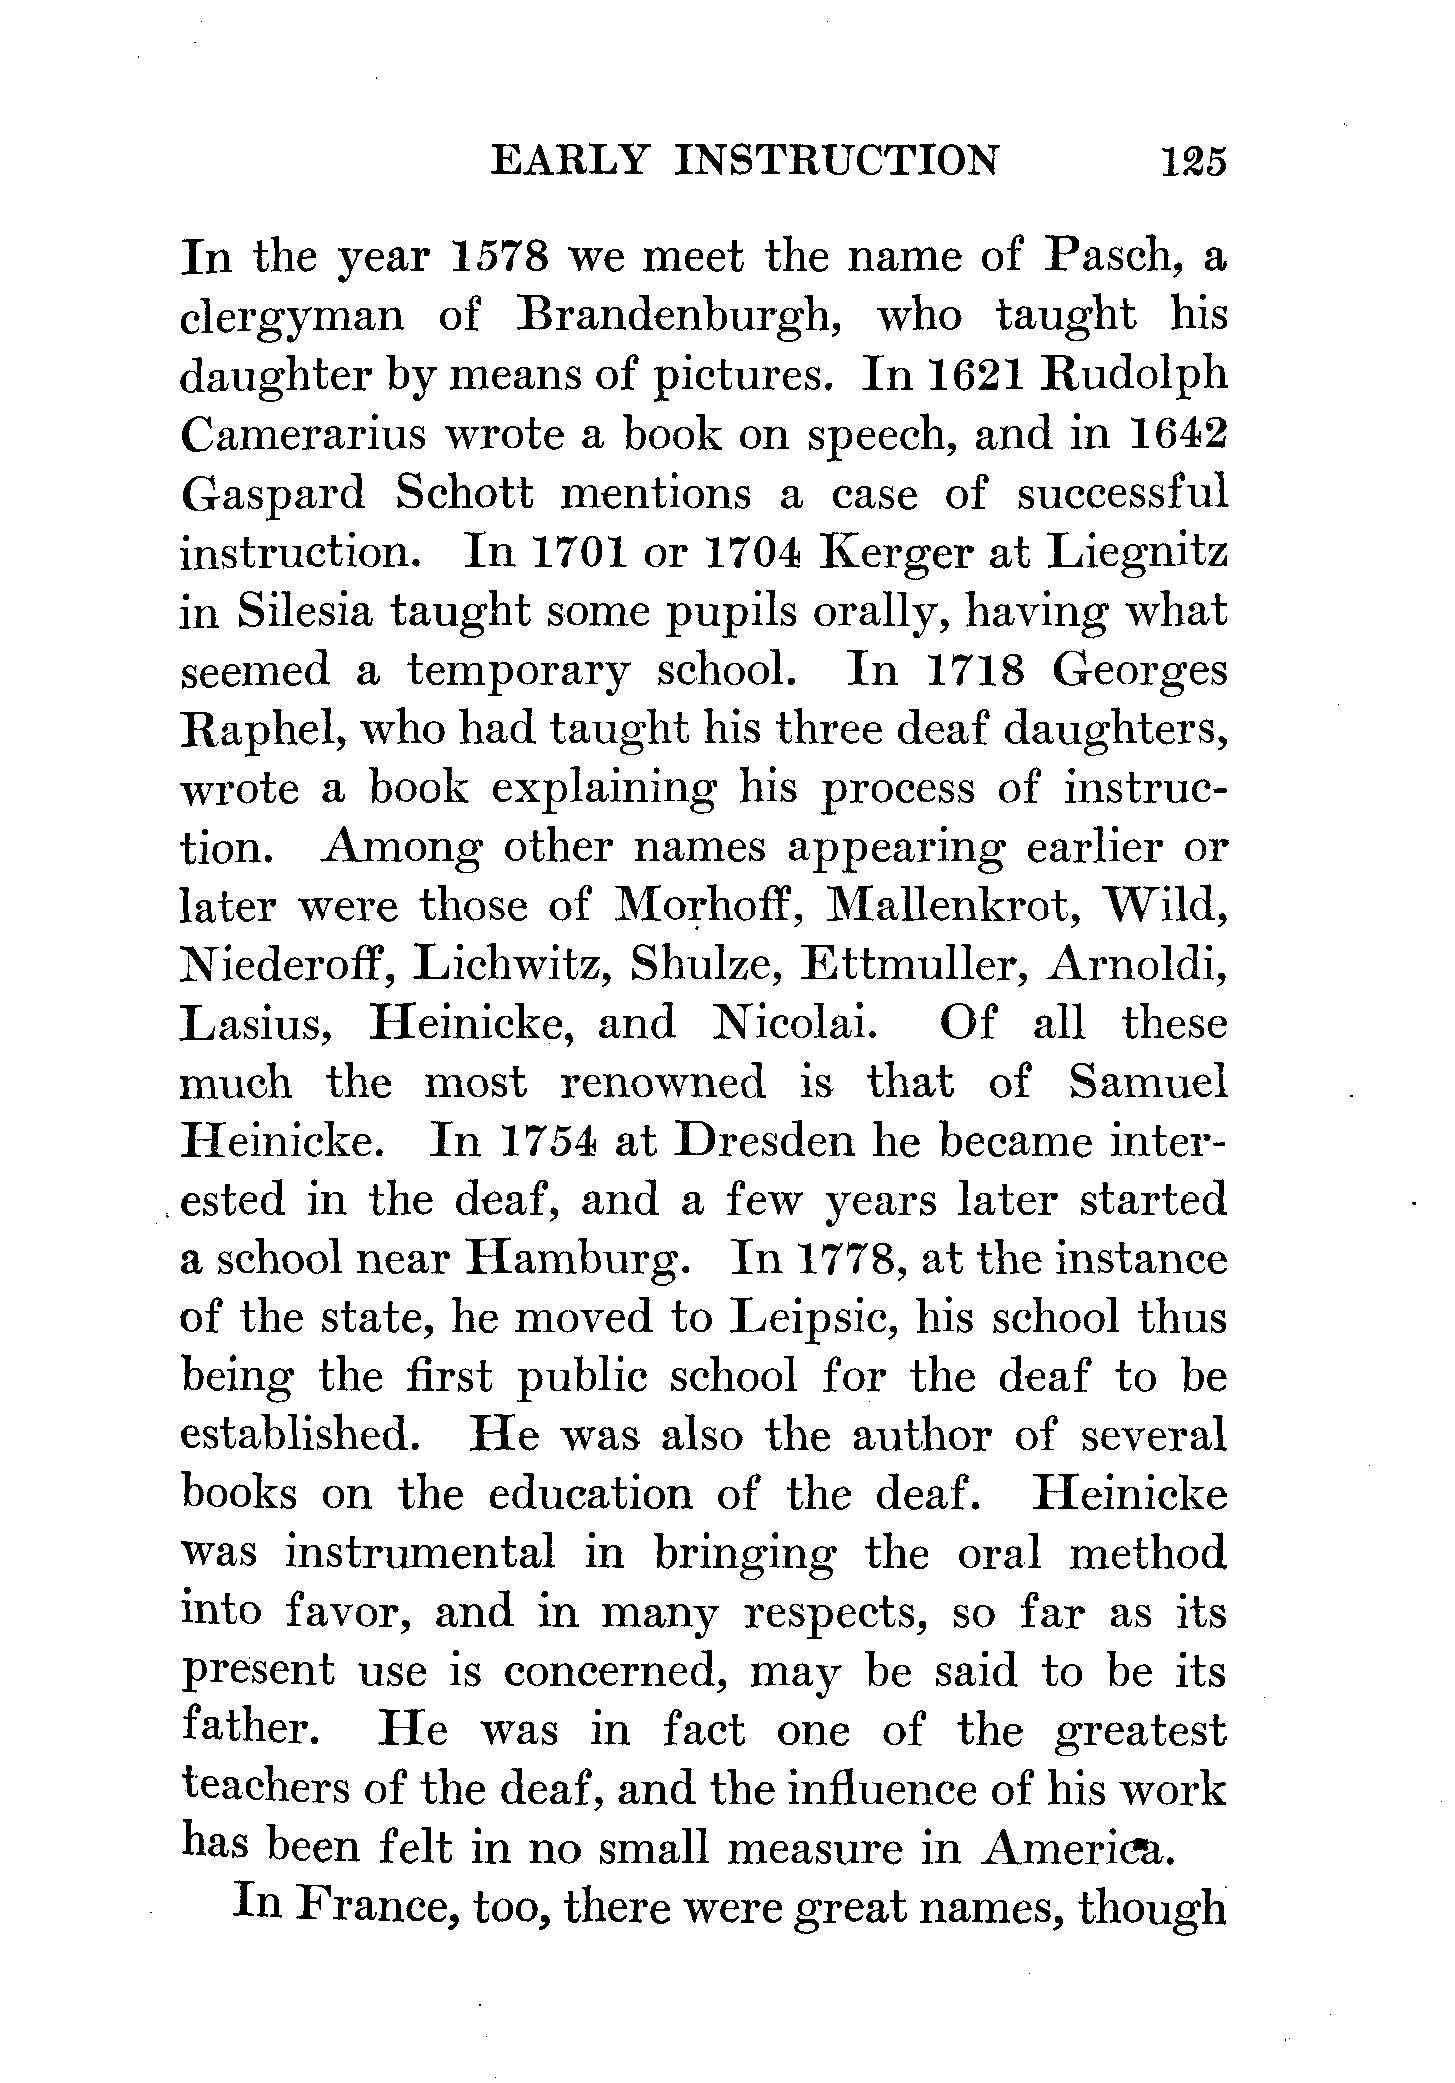 EARLY INSTRUCTION 125
In the year 1578 we meet the name of Pasch, a
clergyman of Brandenburgh, who taught his
daughter by means of pictures. In 1621 Rudolph
Camerarius wrote a book on speech, and in 1642
Gaspard Schott mentions a case of successful
instruction. In 1701 or 1704 Kerger at Liegnitz
in Silesia taught some pupils orally, having what
seemed a temporary school. In 1718 Georges
Raphel, who had taught his three deaf daughters,
wrote a book explaining his process of instruc-
tion. Among other names appearing earlier or
later were those of Morhoff, Mallenkrot, Wild,
Niederoff, Lichwitz, Shulze, Ettmuller, Arnoldi,
Lasius, Heinicke, and Nicolai. Of all these
much the most renowned is that of Samuel
Heinicke. In 1754 at Dresden he became inter-
ested in the deaf, and a few years later started
a school near Hamburg. In 1778, at the instance
of the state, he moved to Leipsic, his school thus
being the first public school for the deaf to be
established. He was also the author of several
books on the education of the deaf. Heinicke
was instrumental in bringing the oral method
into favor, and in many respects, so far as its
present use is concerned, may be said to be its
father. He was in fact one of the greatest
teachers of the deaf, and the influence of his work
has been felt in no small measure in America.
In France, too, there were great names, though